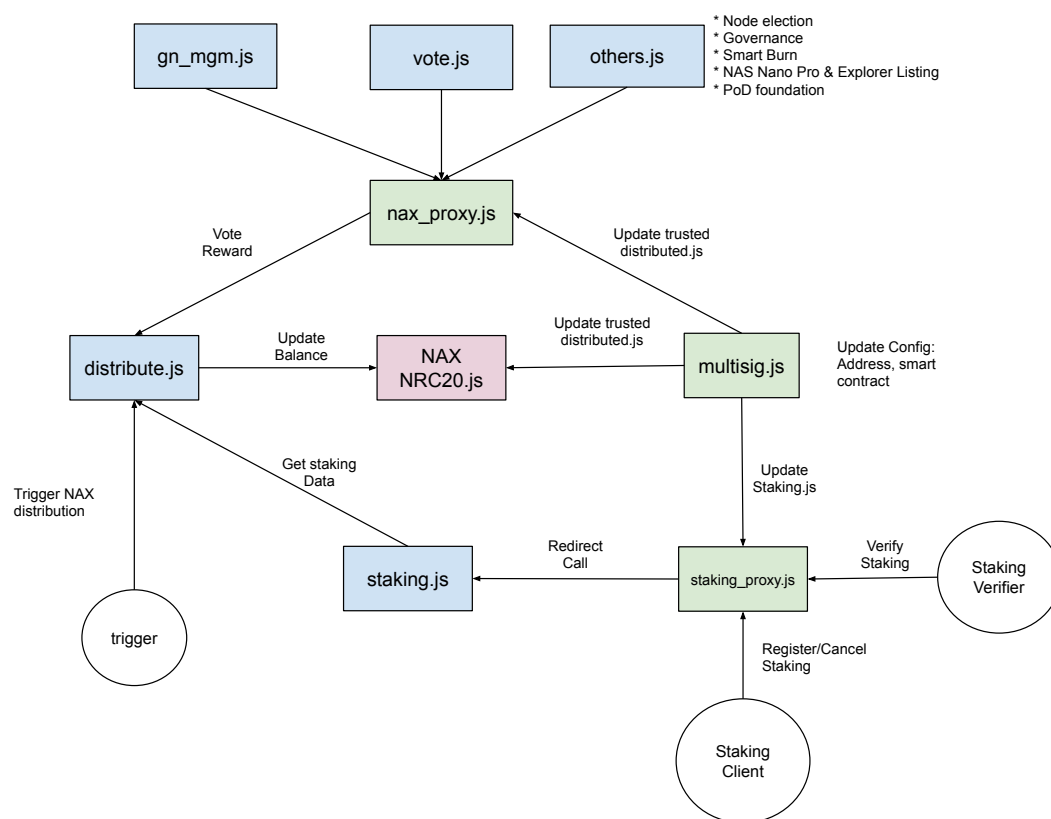 gn_mgm.js
vote.js
others.js
* Node election
* Governance
* Smart Burn
* NAS Nano Pro & Explorer Listing
* PoD foundation
nax_proxy.js
Vote
Reward
Update trusted
distributed.js
distribute.js
Update
Balance
NAX
NRC20.js
Update trusted
distributed.js
multisig.js
Update Config:
Address, smart
contract
Trigger NAX
distribution
Get staking
Data
Update
Staking.js
staking.js
Redirect
Call
staking_proxy.js
Verify
Staking
Staking
Verifier
trigger
Register/Cancel
Staking
Staking
Client